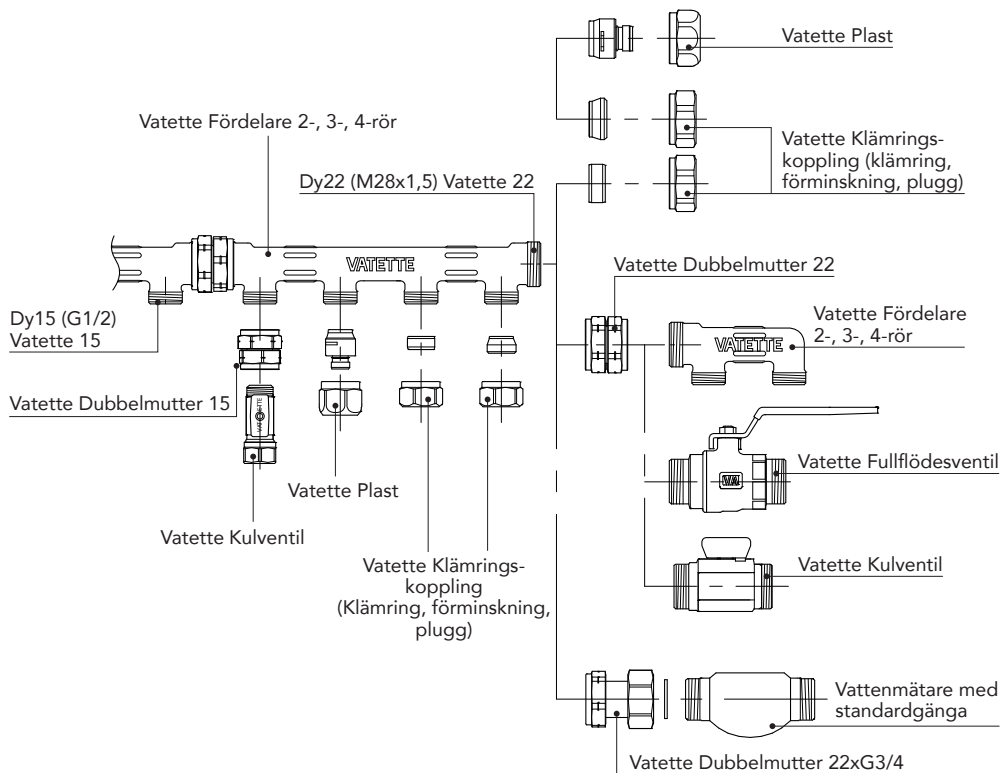 Vatette Plast
Vatette Fördelare 2-, 3-, 4-rör
Vatette Klämrings-
koppling (klämring,
förminskning, plugg)
Dy22 (M28x1,5) Vatette 22
VATETTE
Vatette Dubbelmutter 22
Dy15 (G1/2)
Vatette 15
Vatette Fördelare
2-, 3-, 4-rör
VATETTE
Vatette Dubbelmutter 15
VATETTE
Vatette Fullflödesventil
VA
Vatette Plast
Vatette Kulventil
Vatette Klämrings-
koppling
(Klämring, förminskning,
plugg)
Vatette Kulventil
Vattenmätare med
standardgänga
Vatette Dubbelmutter 22xG3/4